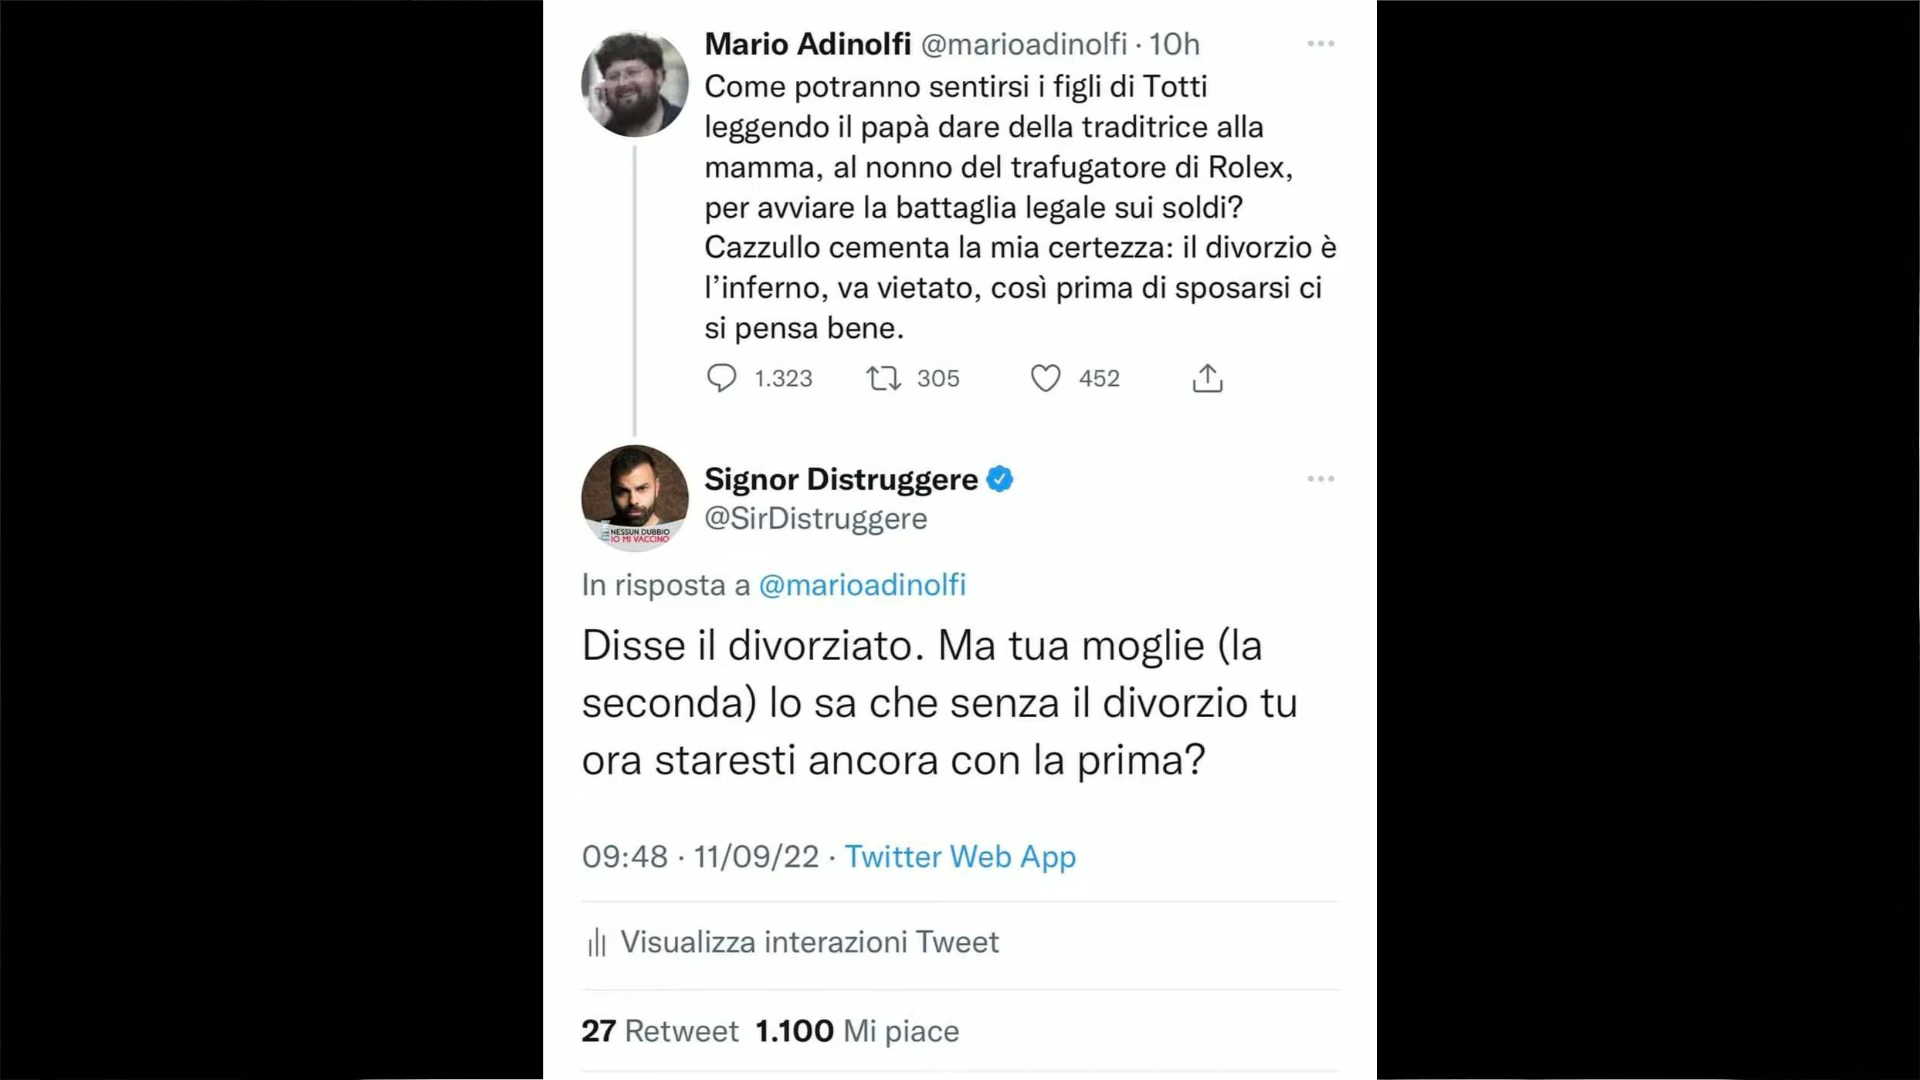 Mario Adinolfi @marioadinolfi · 10h
Come potranno sentirsi i figli di Totti
leggendo il papà dare della traditrice alla
mamma, al nonno del trafugatore di Rolex,
per avviare la battaglia legale sui soldi?
Cazzullo cementa la mia certezza: il divorzio è
l’inferno, va vietato, così prima di sposarsi ci
si pensa bene.
1.323 305 452
Signor Distruggere
@SirDistruggere
NESSUN DUBBIO
IO MI VACCINO
In risposta a @marioadinolfi
Disse il divorziato. Ma tua moglie (la
seconda) lo sa che senza il divorzio tu
ora staresti ancora con la prima?
09:48 · 11/09/22 · Twitter Web App
Visualizza interazioni Tweet
27 Retweet 1.100 Mi piace